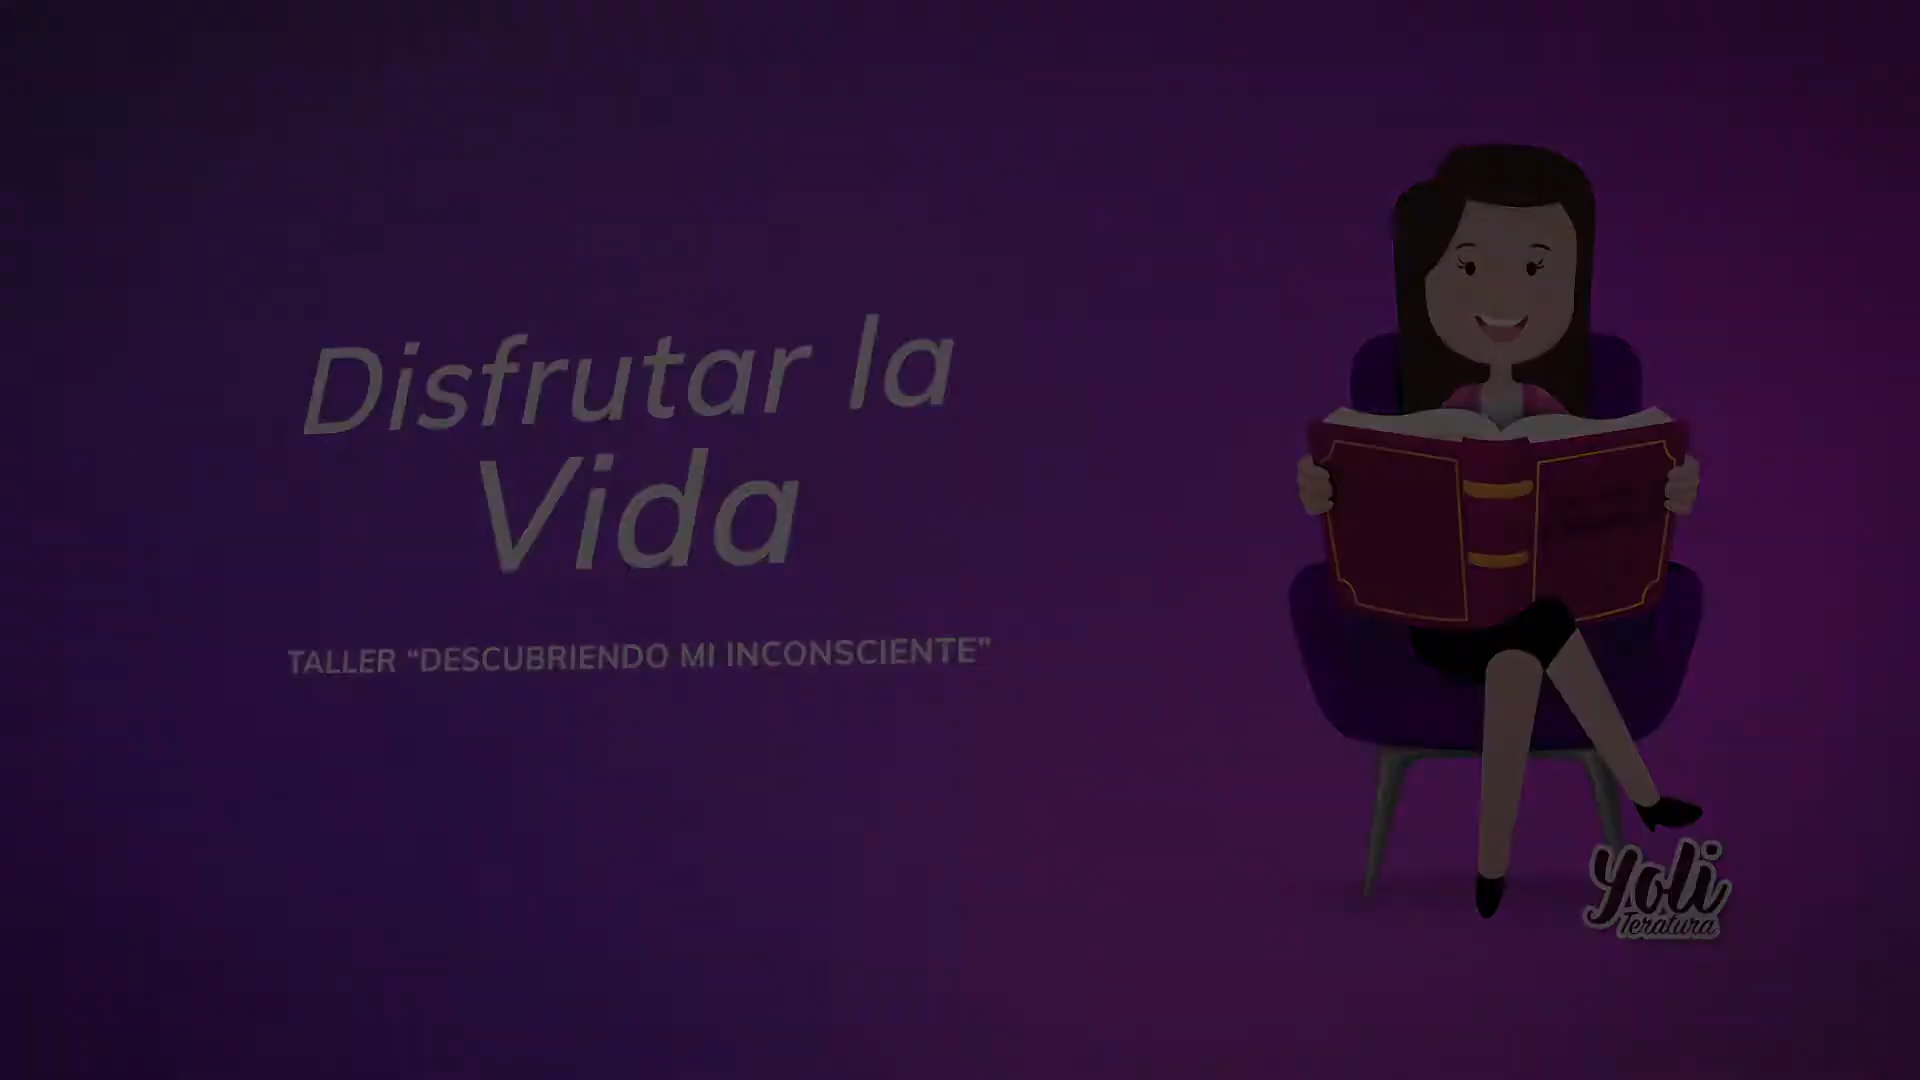 Disfrutar la
Vida
TALLER “DESCUBRIENDO MI INCONSCIENTE”
Yoli
Teratura